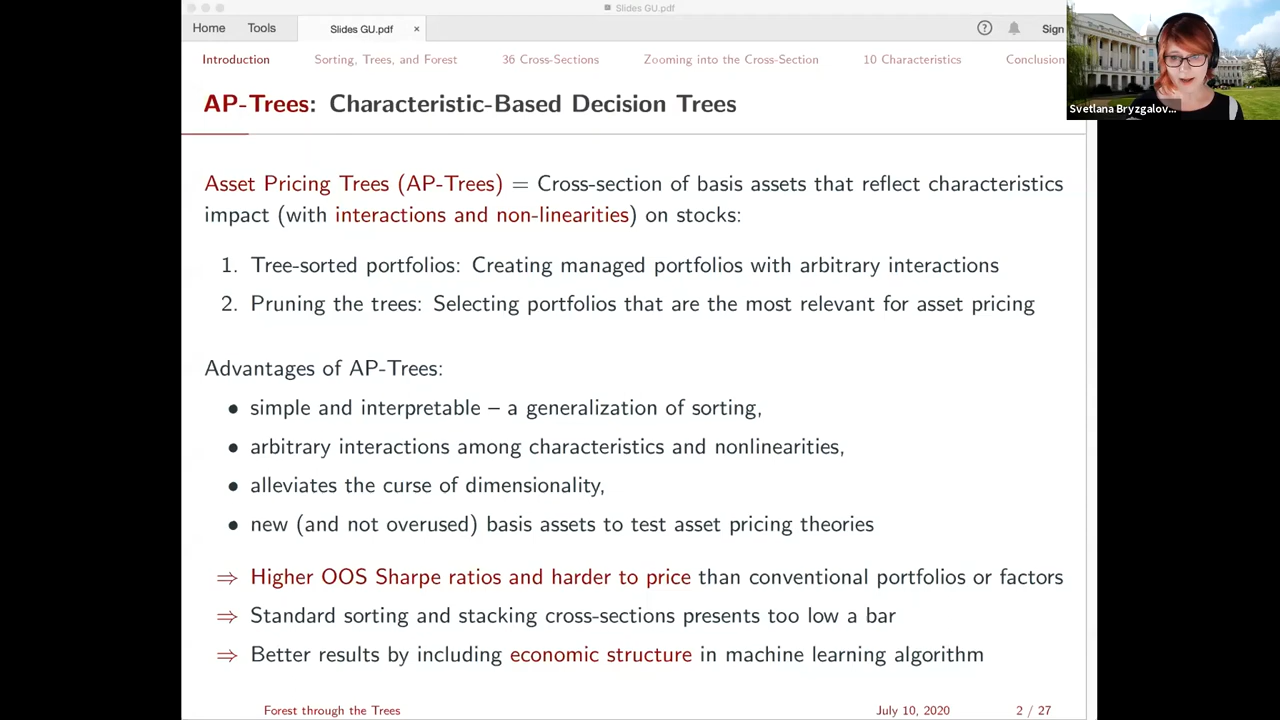 Slides GU.pdf
Home Tools Slides GU.pdf × ? Sign
Introduction Sorting, Trees, and Forest 36 Cross-Sections Zooming into the Cross-Section 10 Characteristics Conclusion
Svetlana Bryzgalov...
AP-Trees: Characteristic-Based Decision Trees
Asset Pricing Trees (AP-Trees) = Cross-section of basis assets that reflect characteristics
impact (with interactions and non-linearities) on stocks:
1. Tree-sorted portfolios: Creating managed portfolios with arbitrary interactions
2. Pruning the trees: Selecting portfolios that are the most relevant for asset pricing
Advantages of AP-Trees:
• simple and interpretable – a generalization of sorting,
• arbitrary interactions among characteristics and nonlinearities,
• alleviates the curse of dimensionality,
• new (and not overused) basis assets to test asset pricing theories
⇒ Higher OOS Sharpe ratios and harder to price than conventional portfolios or factors
⇒ Standard sorting and stacking cross-sections presents too low a bar
⇒ Better results by including economic structure in machine learning algorithm
Forest through the Trees July 10, 2020 2 / 27